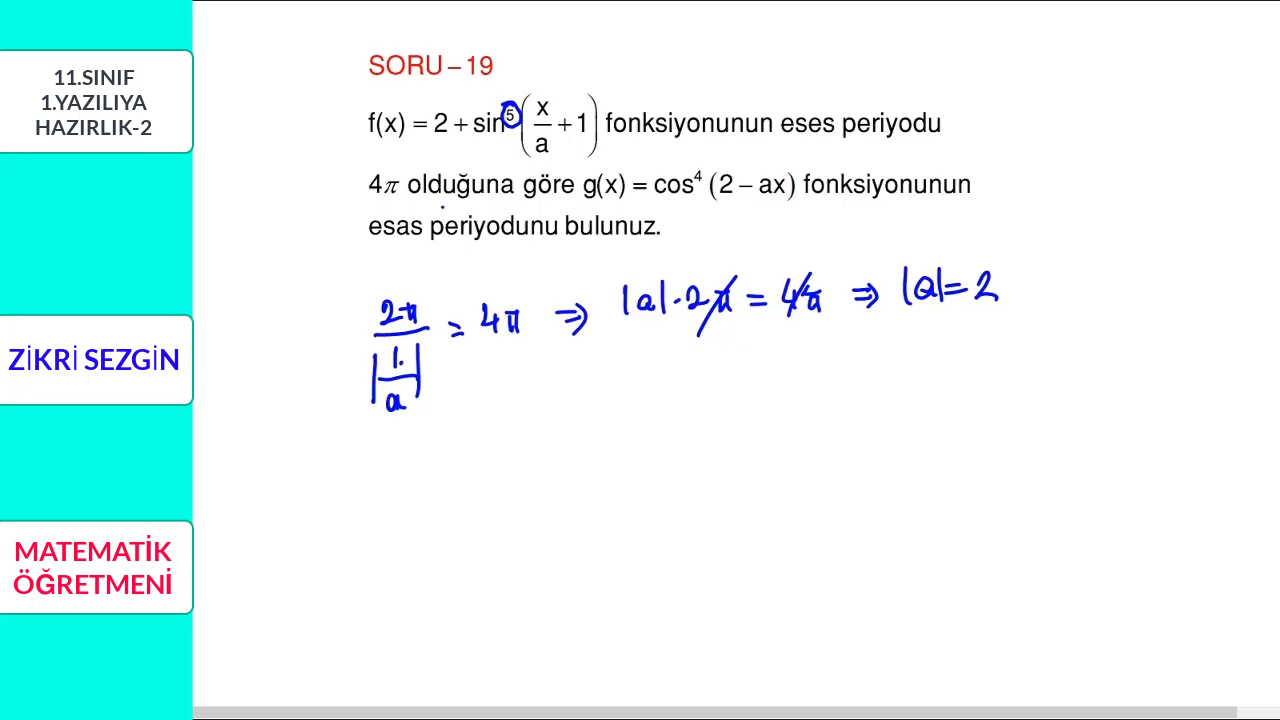 11.SINIF
1.YAZILIYA
HAZIRLIK-2
ZİKRİ SEZGİN
MATEMATİK
ÖĞRETMENİ
SORU – 19
f(x) = 2 + sin⁵(x/a + 1) fonksiyonunun eses periyodu
4π olduğuna göre g(x) = cos⁴ (2 – ax) fonksiyonunun
esas periyodunu bulunuz.
2π/|1/a| = 4π ⇒ |a|·2π = 4π ⇒ |a| = 2